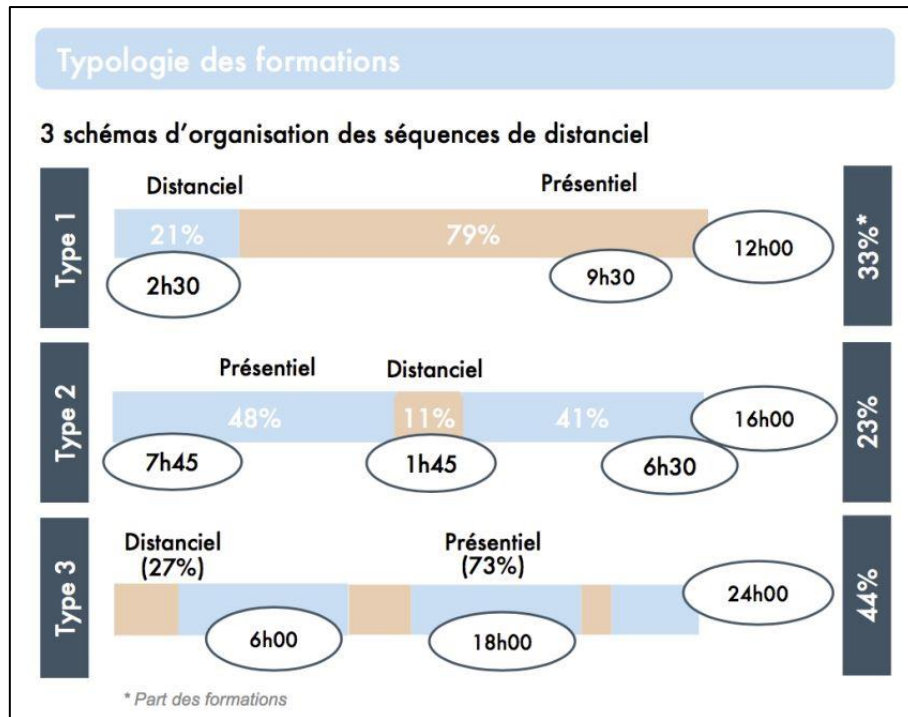 Typologie des formations
3 schémas d'organisation des séquences de distanciel
Type 1
Distanciel
Présentiel
21%
79%
2h30
9h30
12h00
33%*
Type 2
Présentiel
Distanciel
48%
11%
41%
7h45
1h45
6h30
16h00
23%
Type 3
Distanciel
(27%)
Présentiel
(73%)
6h00
18h00
24h00
44%
* Part des formations